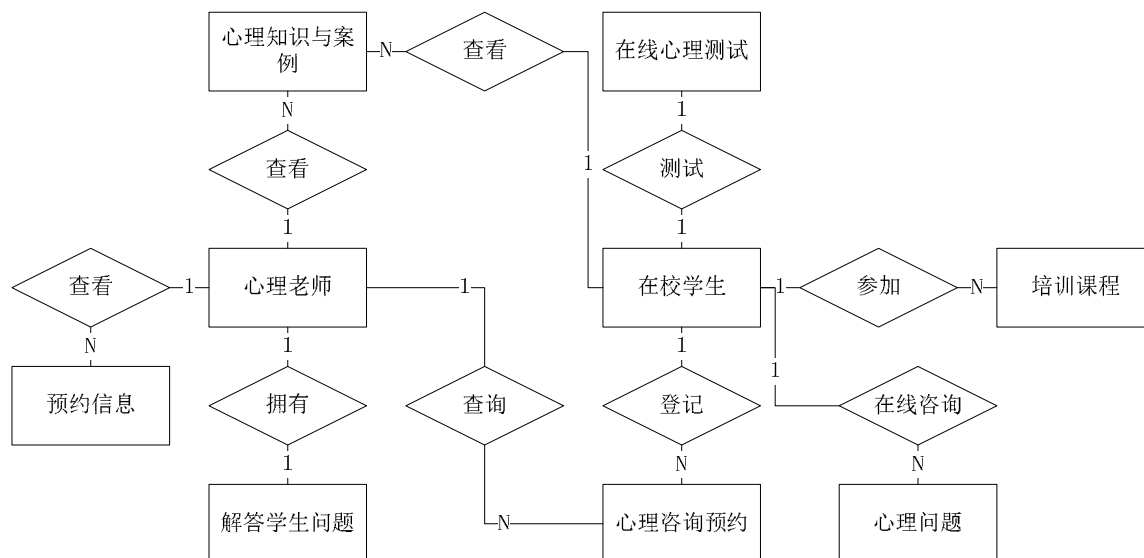 心理知识与案
例
N
查看
在线心理测试
N
1
查看
1
测试
1
1
查看
1
心理老师
1
在校学生
1
参加
N
培训课程
N
1
1
1
预约信息
拥有
查询
登记
在线咨询
1
N
N
解答学生问题
N
心理咨询预约
心理问题